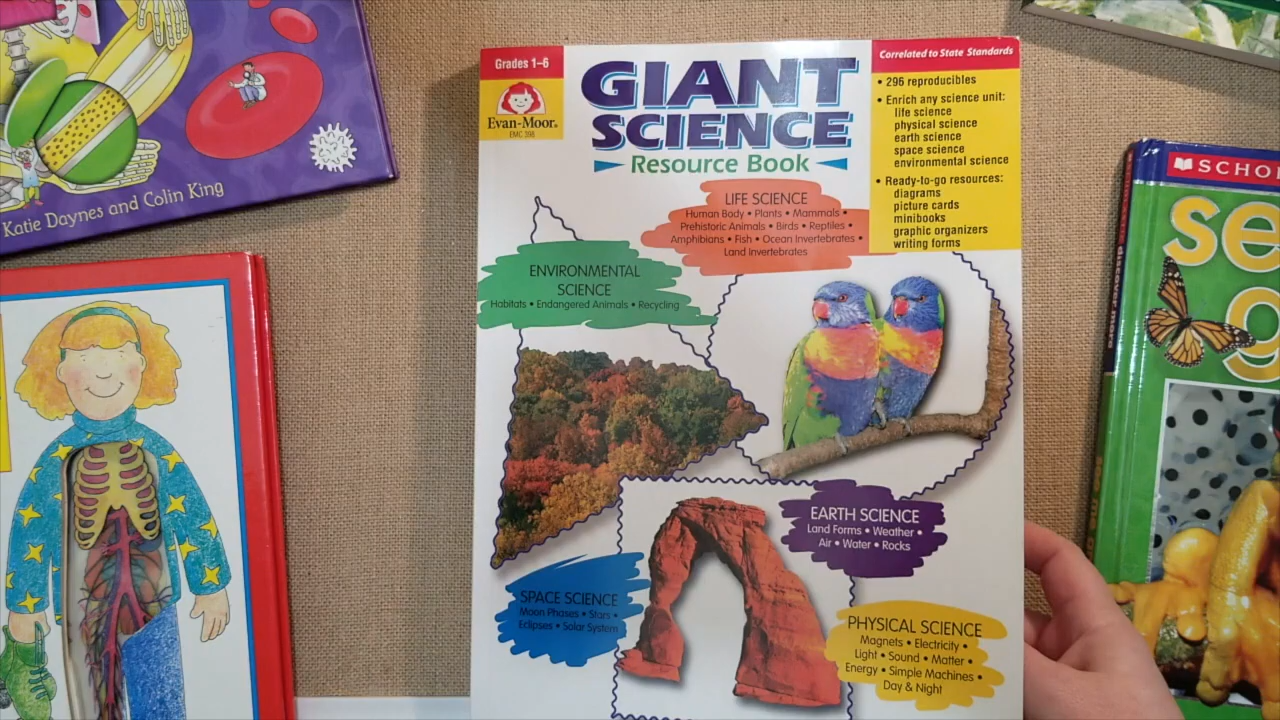 Katie Daynes and Colin King
Grades 1–6
Evan-Moor®
EMC 398
GIANT
SCIENCE
Resource Book
Correlated to State Standards
• 296 reproducibles
• Enrich any science unit:
life science
physical science
earth science
space science
environmental science
• Ready-to-go resources:
diagrams
picture cards
minibooks
graphic organizers
writing forms
LIFE SCIENCE
Human Body • Plants • Mammals •
Prehistoric Animals • Birds • Reptiles •
Amphibians • Fish • Ocean Invertebrates •
Land Invertebrates
ENVIRONMENTAL
SCIENCE
Habitats • Endangered Animals • Recycling
EARTH SCIENCE
Land Forms • Weather •
Air • Water • Rocks
SPACE SCIENCE
Moon Phases • Stars •
Eclipses • Solar System
PHYSICAL SCIENCE
Magnets • Electricity •
Light • Sound • Matter •
Energy • Simple Machines •
Day & Night
SCHO
se
g
discover more